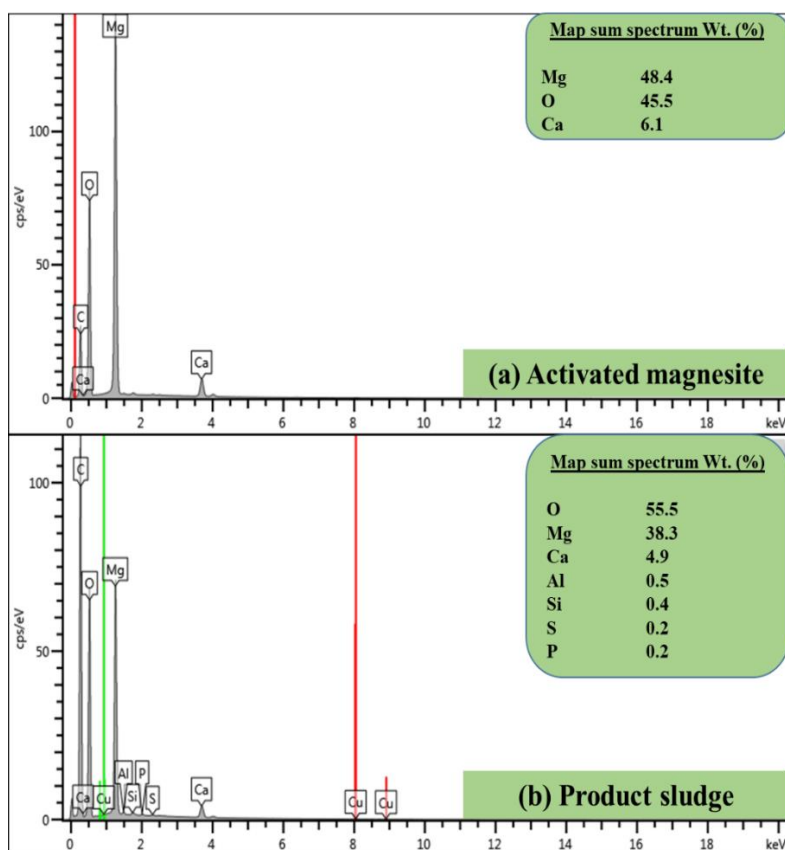 Map sum spectrum Wt. (%)
Mg 48.4
O 45.5
Ca 6.1
Mg
O
C
Ca
Ca
cps/eV
100
50
0
(a) Activated magnesite
0 2 4 6 8 10 12 14 16 18 keV
Map sum spectrum Wt. (%)
O 55.5
Mg 38.3
Ca 4.9
Al 0.5
Si 0.4
S 0.2
P 0.2
C
O
Mg
Al P
Ca Cu Si S Ca Cu Cu
cps/eV
100
50
0
(b) Product sludge
0 2 4 6 8 10 12 14 16 18 keV